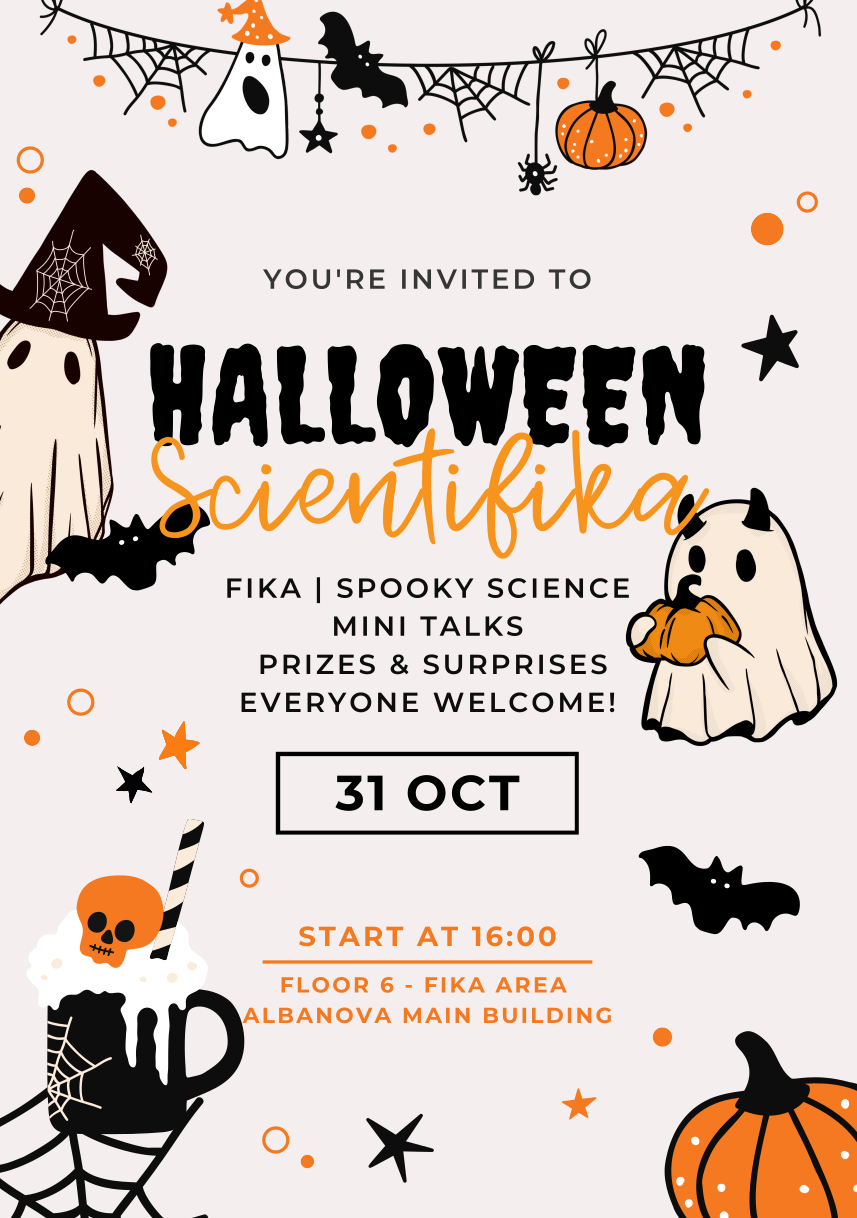 YOU'RE INVITED TO
HALLOWEEN
Scientifika
FIKA | SPOOKY SCIENCE
MINI TALKS
PRIZES & SURPRISES
EVERYONE WELCOME!
31 OCT
START AT 16:00
FLOOR 6 - FIKA AREA
ALBANOVA MAIN BUILDING